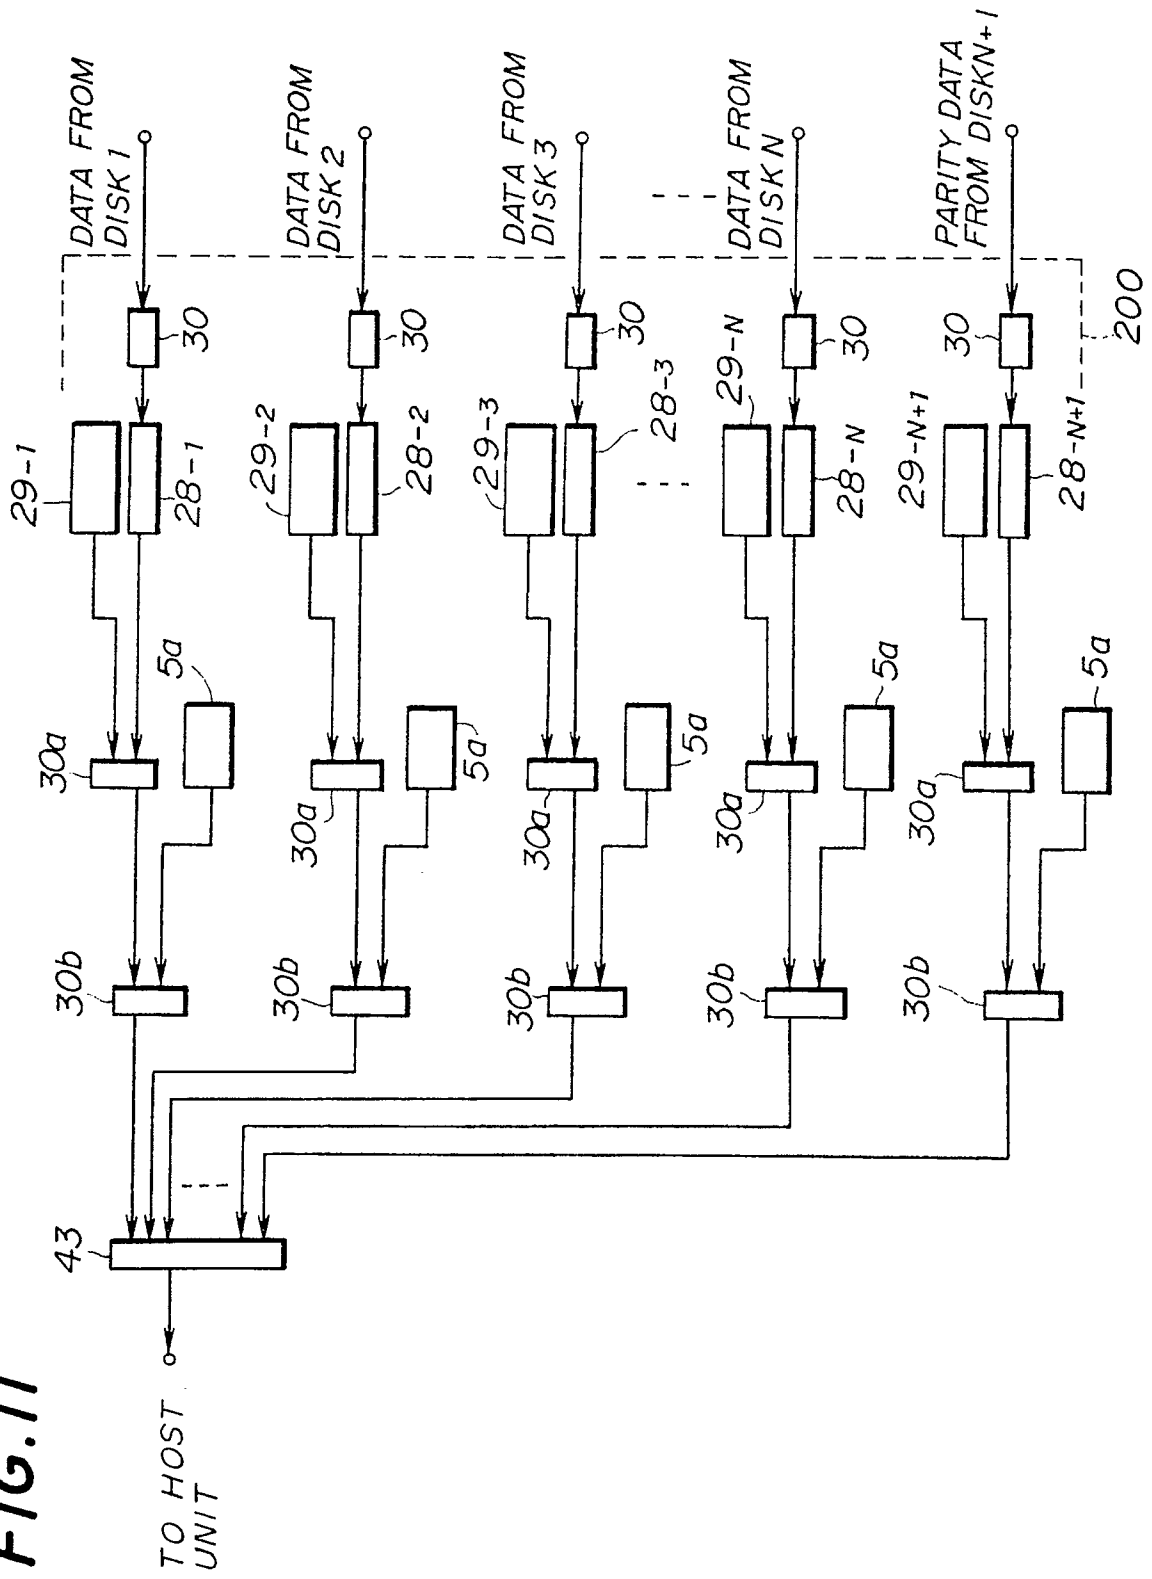 FIG. 11
DATA FROM
DISK 1
DATA FROM
DISK 2
DATA FROM
DISK 3
DATA FROM
DISK N
PARITY DATA
FROM DISK N+1
30
30
30
30
30
200
29-1
28-1
29-2
28-2
29-3
28-3
29-N
28-N
29-N+1
28-N+1
30a
5a
30a
5a
30a
5a
30a
5a
30a
5a
30b
30b
30b
30b
30b
43
TO HOST
UNIT